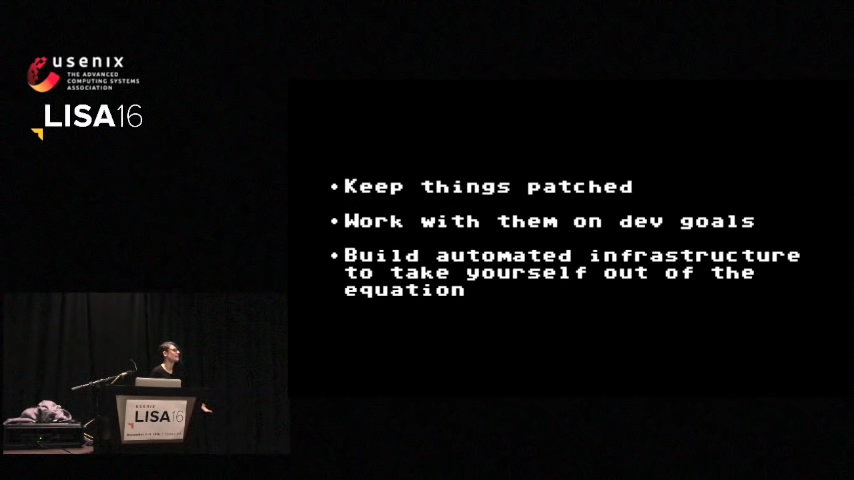 usenix
THE ADVANCED
COMPUTING SYSTEMS
ASSOCIATION
LISA16
•Keep things patched
•Work with them on dev goals
•Build automated infrastructure
to take yourself out of the
equation
USENIX
LISA16